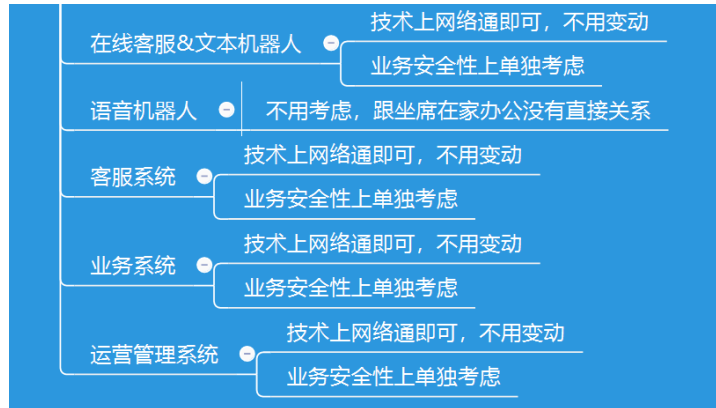 在线客服&文本机器人
技术上网络通即可，不用变动
业务安全性上单独考虑
语音机器人
不用考虑，跟坐席在家办公没有直接关系
客服系统
技术上网络通即可，不用变动
业务安全性上单独考虑
业务系统
技术上网络通即可，不用变动
业务安全性上单独考虑
运营管理系统
技术上网络通即可，不用变动
业务安全性上单独考虑